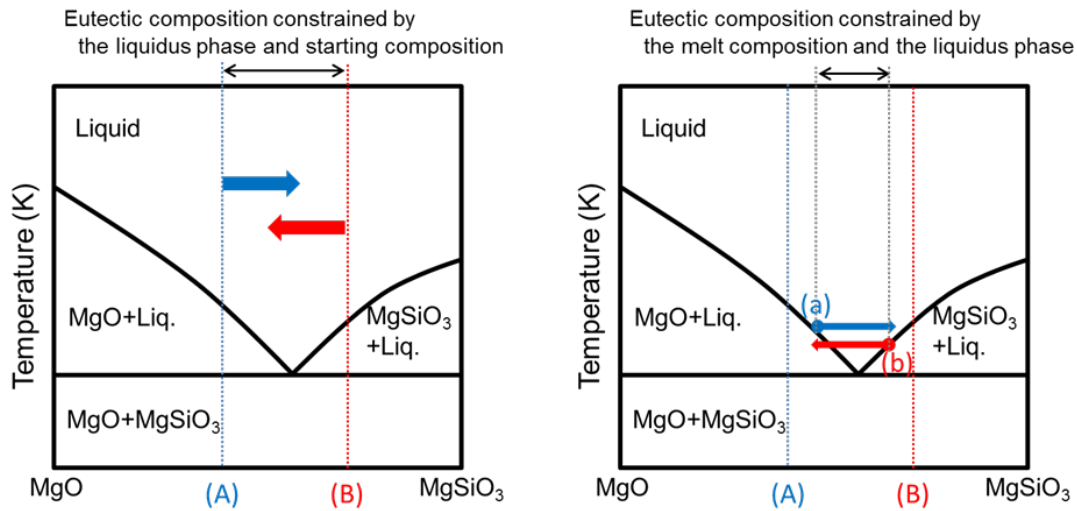 Eutectic composition constrained by
the liquidus phase and starting composition
Temperature (K)
Liquid
MgO+Liq.
MgSiO₃
+Liq.
MgO+MgSiO₃
MgO
(A)
(B)
MgSiO₃
Eutectic composition constrained by
the melt composition and the liquidus phase
Temperature (K)
Liquid
(a)
MgO+Liq.
MgSiO₃
+Liq.
(b)
MgO+MgSiO₃
MgO
(A)
(B)
MgSiO₃